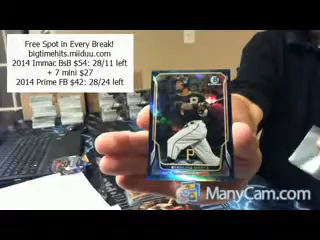 Free Spot in Every Break!
bigtimehits.miiduu.com
2014 Immac BsB $54: 28/11 left
+ 7 mini $27
2014 Prime FB $42: 28/24 left
P
ManyCam.com